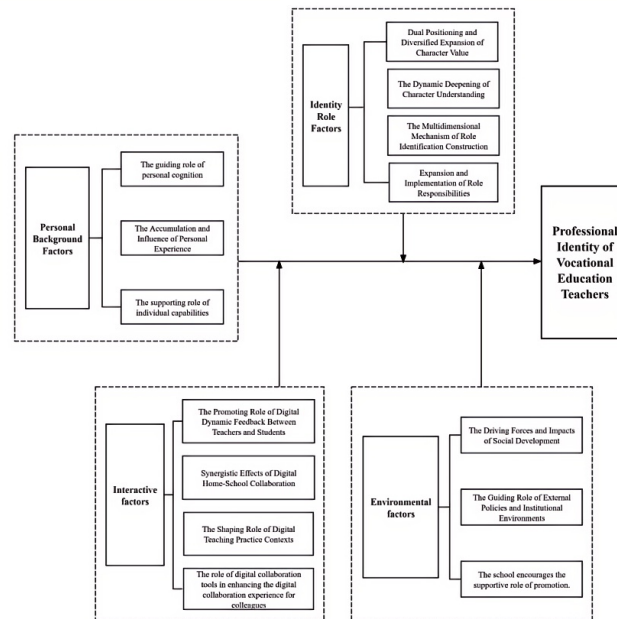 Dual Positioning and
Diversified Expansion of
Character Value
The Dynamic Deepening of
Character Understanding
Identity
Role
Factors
The Multidimensional
Mechanism of Role
Identification Construction
Expansion and
Implementation of Role
Responsibilities
The guiding role of
personal cognition
Personal
Background
Factors
The Accumulation and
Influence of Personal
Experience
The supporting role of
individual capabilities
Professional
Identity of
Vocational
Education
Teachers
The Promoting Role of Digital
Dynamic Feedback Between
Teachers and Students
Synergistic Effects of Digital
Home-School Collaboration
Interactive
factors
The Shaping Role of Digital
Teaching Practice Contexts
The role of digital collaboration
tools in enhancing the digital
collaboration experience for
colleagues
The Driving Forces and Impacts
of Social Development
Environmental
factors
The Guiding Role of External
Policies and Institutional
Environments
The school encourages the
supportive role of promotion.